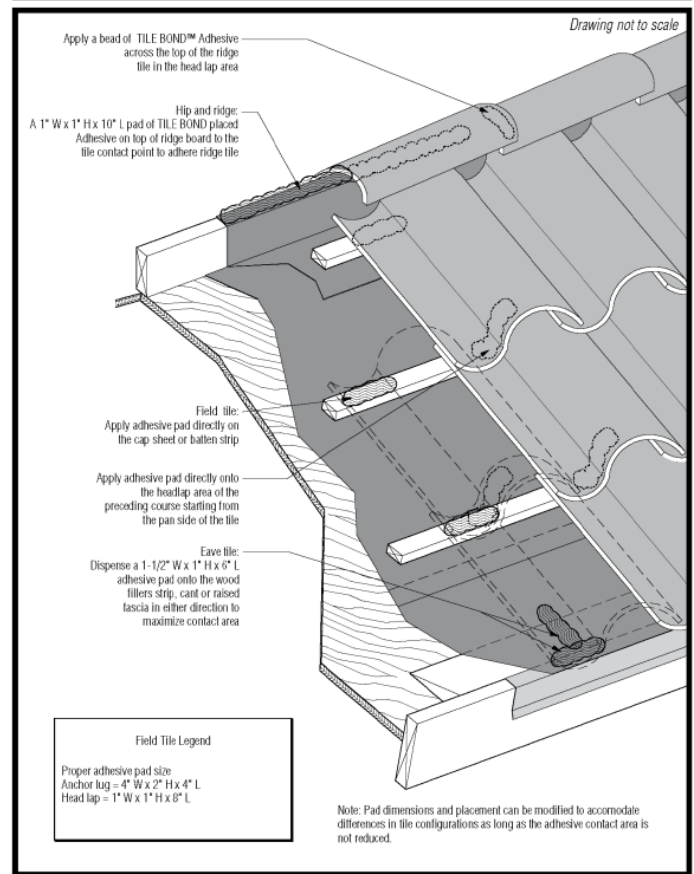 Drawing not to scale
Apply a bead of TILE BOND™ Adhesive
across the top of the ridge
tile in the head lap area
Hip and ridge:
A 1" W x 1" H x 10" L pad of TILE BOND placed
Adhesive on top of ridge board to the
tile contact point to adhere ridge tile
Field tile:
Apply adhesive pad directly on
the cap sheet or batten strip
Apply adhesive pad directly onto
the headlap area of the
preceding course starting from
the pan side of the tile
Eave tile:
Dispense a 1-1/2" W x 1" H x 6" L
adhesive pad onto the wood
fillers strip, cant or raised
fascia in either direction to
maximize contact area
Field Tile Legend
Proper adhesive pad size
Anchor lug = 4" W x 2" H x 4" L
Head lap = 1" W x 1" H x 8" L
Note: Pad dimensions and placement can be modified to accomodate
differences in tile configurations as long as the adhesive contact area is
not reduced.